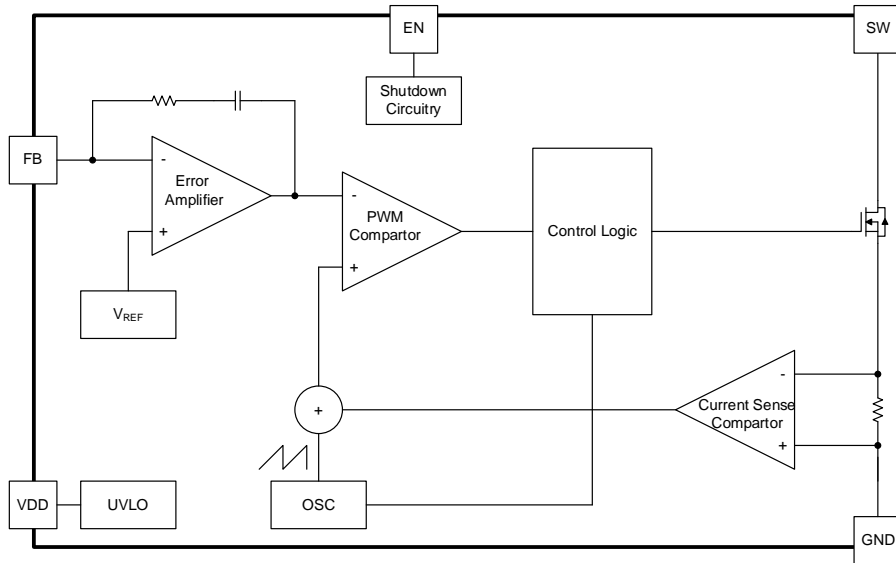 EN
SW
Shutdown
Circuitry
FB
-
Error
Amplifier
+
-
PWM
Compartor
+
Control Logic
VREF
-
Current Sense
Compartor
+
+
VDD
UVLO
OSC
GND